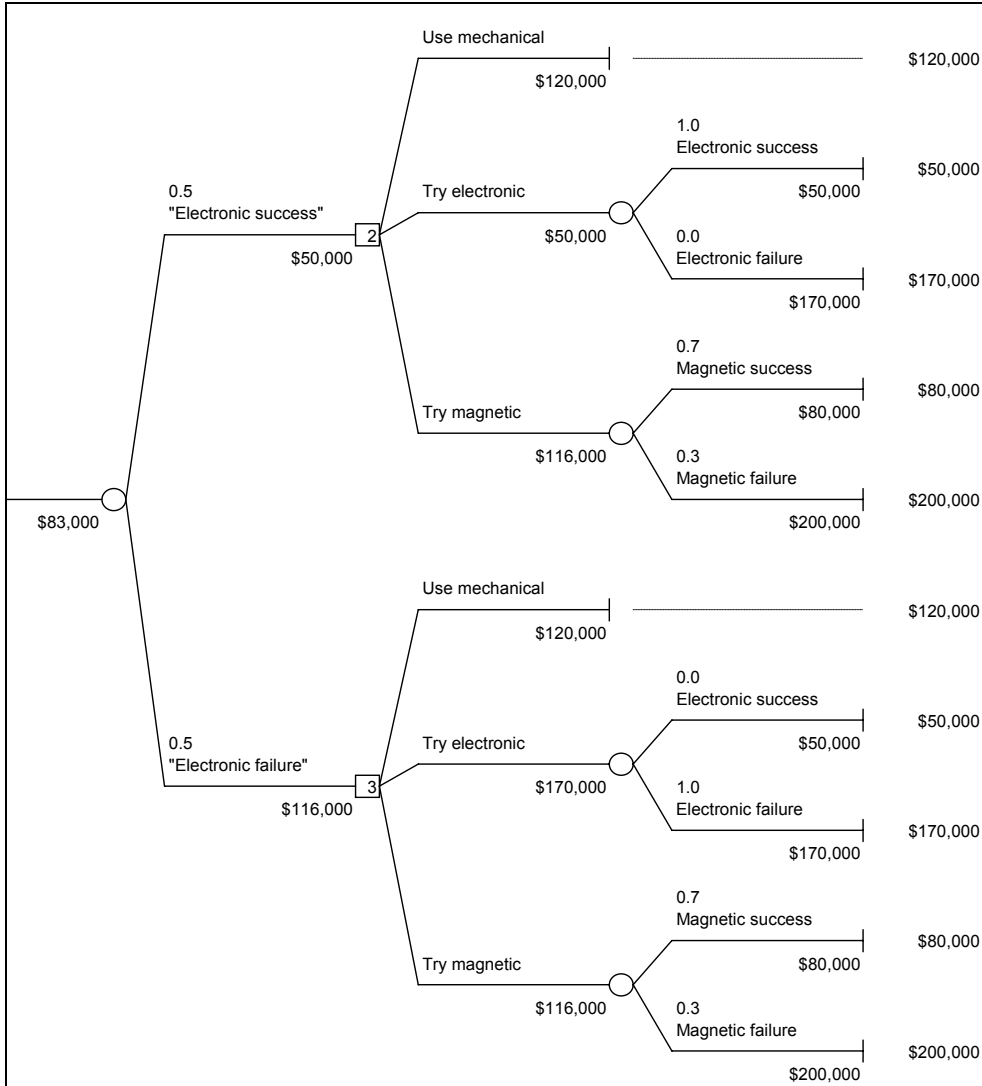 Use mechanical
$120,000
$120,000
1.0
Electronic success
$50,000
$50,000
0.5
"Electronic success"
2
$50,000
Try electronic
$50,000
0.0
Electronic failure
$170,000
$170,000
0.7
Magnetic success
$80,000
$80,000
Try magnetic
$116,000
0.3
Magnetic failure
$200,000
$200,000
$83,000
Use mechanical
$120,000
$120,000
0.0
Electronic success
$50,000
$50,000
0.5
"Electronic failure"
3
$116,000
Try electronic
$170,000
1.0
Electronic failure
$170,000
$170,000
0.7
Magnetic success
$80,000
$80,000
Try magnetic
$116,000
0.3
Magnetic failure
$200,000
$200,000